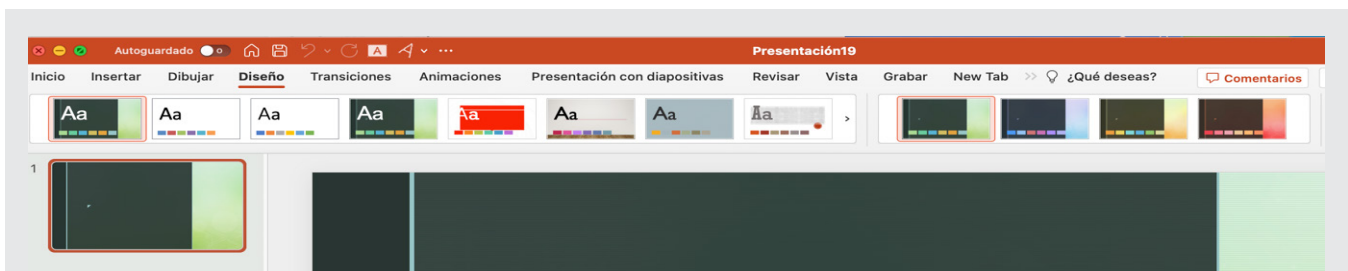 Autoguardado A A ... Presentación19
Inicio Insertar Dibujar Diseño Transiciones Animaciones Presentación con diapositivas Revisar Vista Grabar New Tab >> ¿Qué deseas? Comentarios
Aa Aa Aa Aa Aa Aa Aa Aa
1